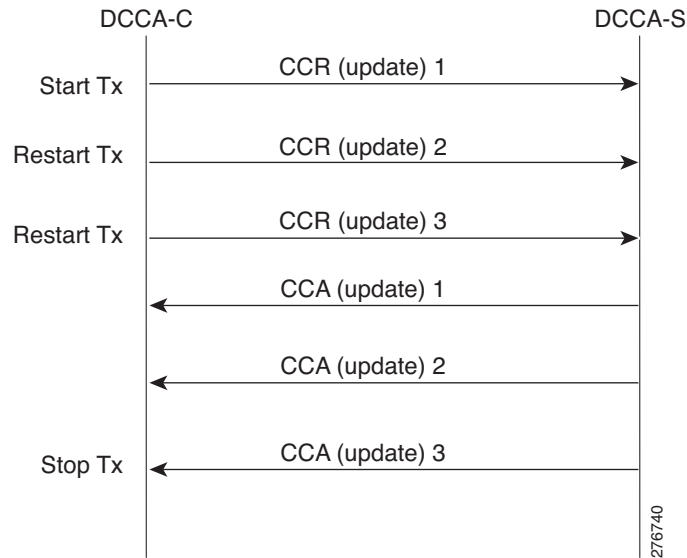 DCCA-C DCCA-S
CCR (update) 1
Start Tx
CCR (update) 2
Restart Tx
CCR (update) 3
Restart Tx
CCA (update) 1
CCA (update) 2
CCA (update) 3
Stop Tx
276740